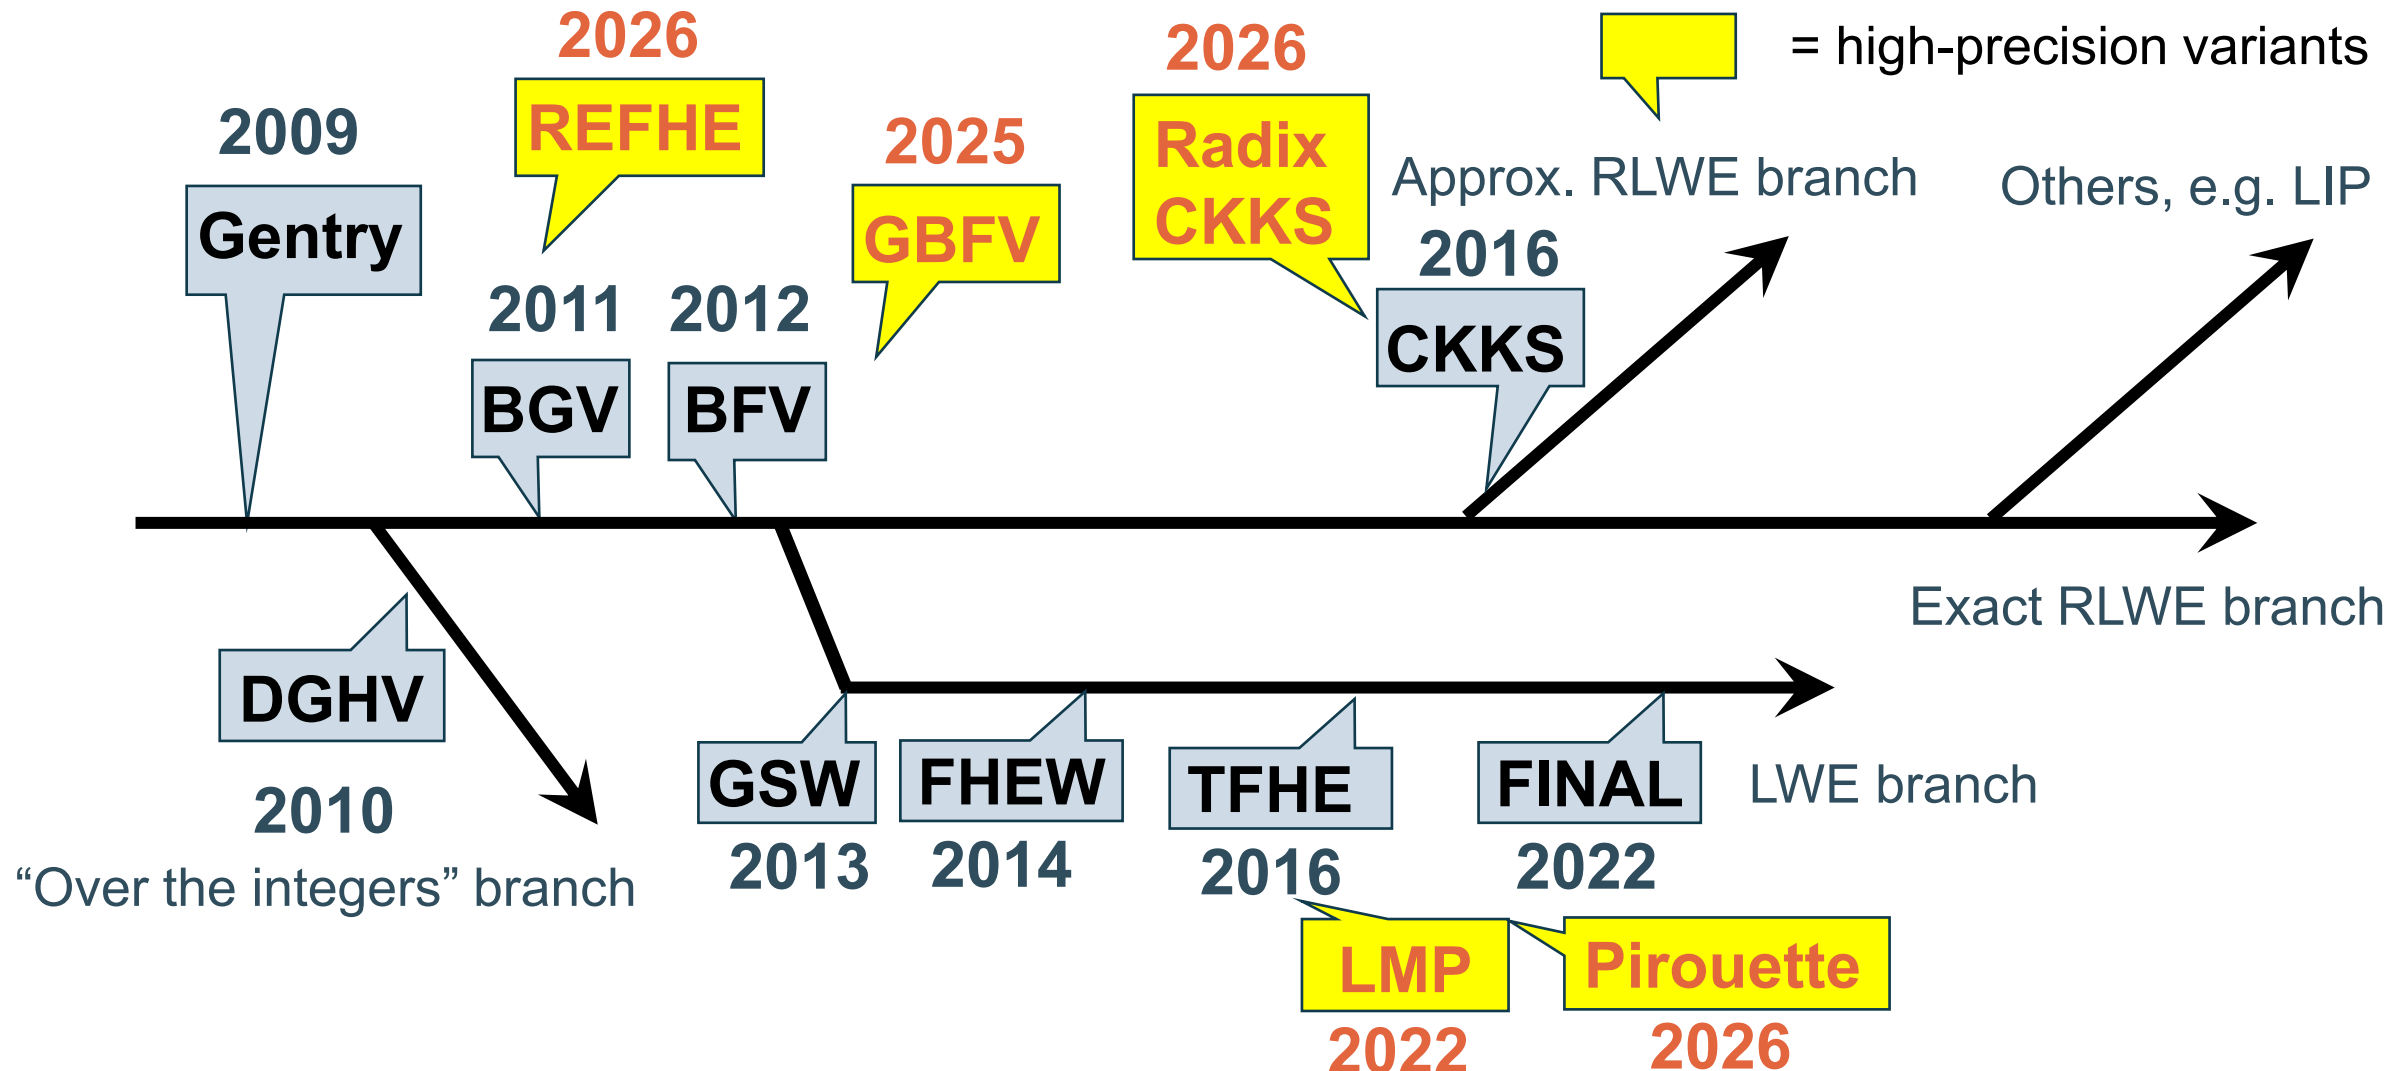 2026
REFHE
2009
Gentry
2025
GBFV
2026
Radix
CKKS
= high-precision variants
Approx. RLWE branch
Others, e.g. LIP
2011
BGV
2012
BFV
2016
CKKS
Exact RLWE branch
DGHV
2010
“Over the integers” branch
GSW
2013
FHEW
2014
TFHE
2016
FINAL
2022
LWE branch
LMP
2022
Pirouette
2026